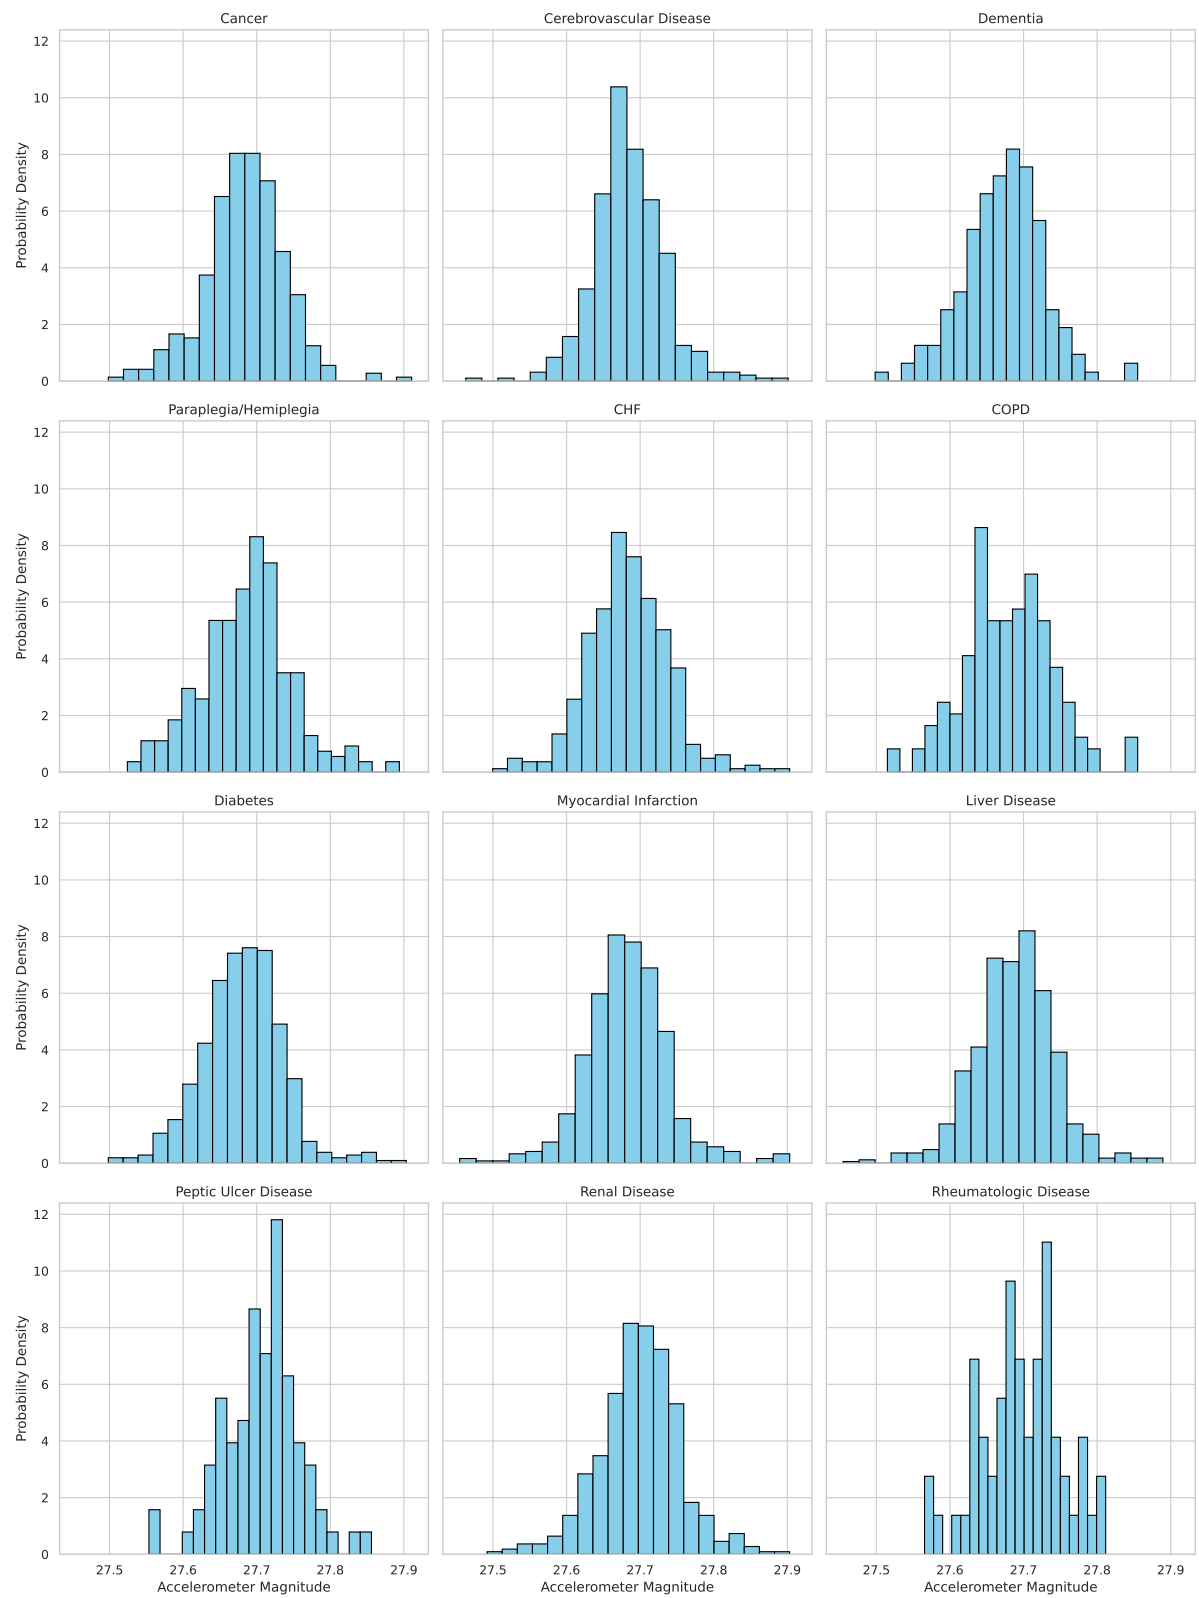 Cancer Cerebrovascular Disease Dementia
12
10
8
6
4
2
0
Probability Density
Paraplegia/Hemiplegia CHF COPD
12
10
8
6
4
2
0
Probability Density
Diabetes Myocardial Infarction Liver Disease
12
10
8
6
4
2
0
Probability Density
Peptic Ulcer Disease Renal Disease Rheumatologic Disease
12
10
8
6
4
2
0
Probability Density
27.5 27.6 27.7 27.8 27.9 27.5 27.6 27.7 27.8 27.9 27.5 27.6 27.7 27.8 27.9
Accelerometer Magnitude Accelerometer Magnitude Accelerometer Magnitude